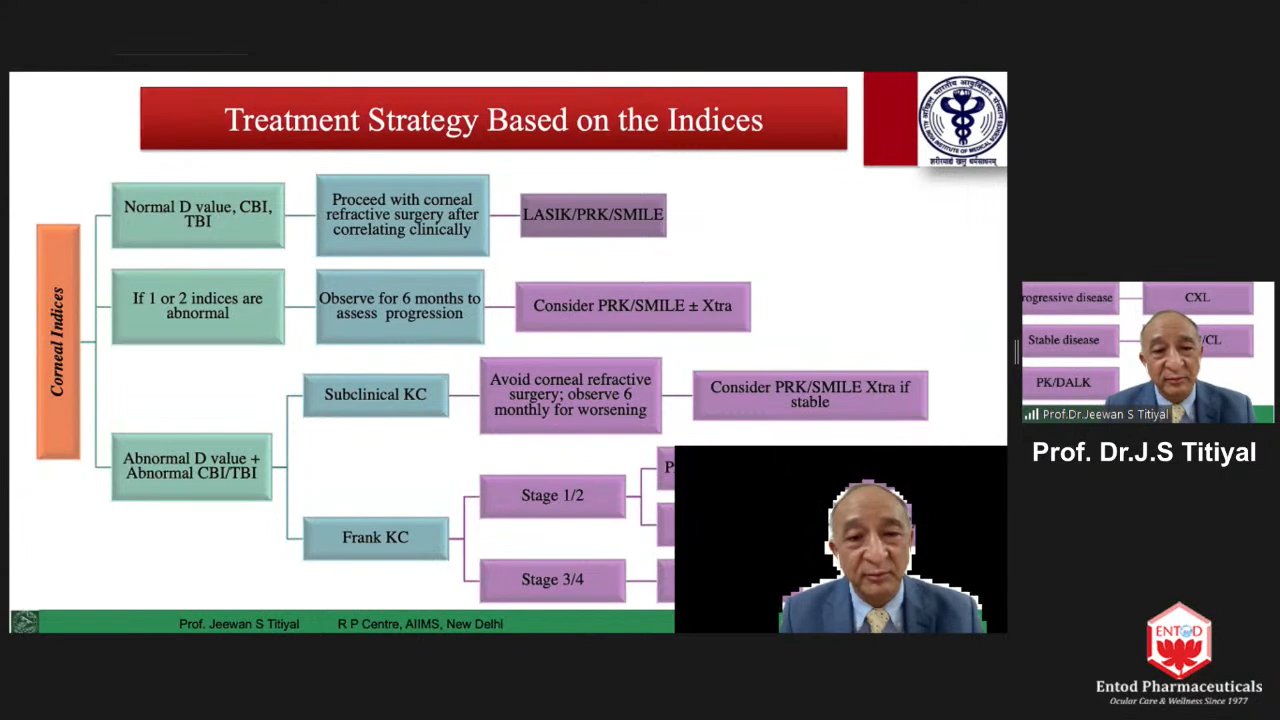 Treatment Strategy Based on the Indices
Corneal Indices
Normal D value, CBI,
TBI
Proceed with corneal
refractive surgery after
correlating clinically
LASIK/PRK/SMILE
If 1 or 2 indices are
abnormal
Observe for 6 months to
assess progression
Consider PRK/SMILE ± Xtra
Abnormal D value +
Abnormal CBI/TBI
Subclinical KC
Avoid corneal refractive
surgery; observe 6
monthly for worsening
Consider PRK/SMILE Xtra if
stable
Frank KC
Stage 1/2
P
Stage 3/4
Prof. Jeewan S Titiyal
R P Centre, AIIMS, New Delhi
rogressive disease
CXL
Stable disease
/CL
PK/DALK
Prof.Dr.Jeewan S Titiyal
Prof. Dr.J.S Titiyal
ENTOD
Entod Pharmaceuticals
Ocular Care & Wellness Since 1977